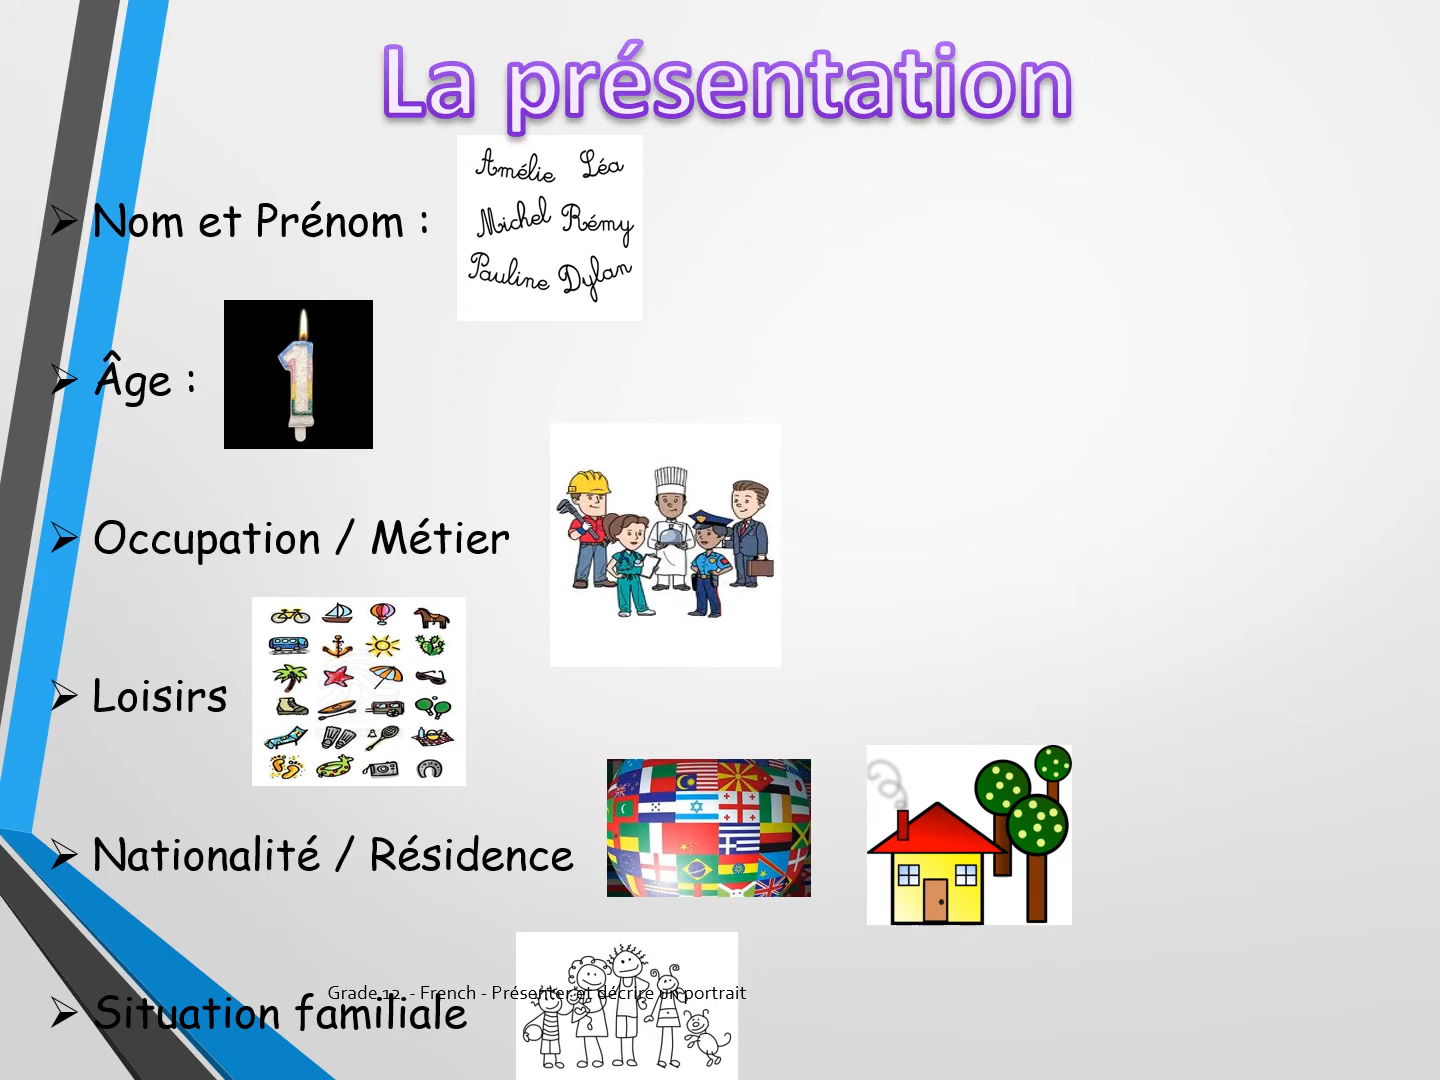 La présentation
Amélie Léa
Michel Rémy
Pauline Dylan
Nom et Prénom :
Âge :
1
Occupation / Métier
Loisirs
Nationalité / Résidence
Grade 12 - French - Présenter et décrire un portrait
Situation familiale